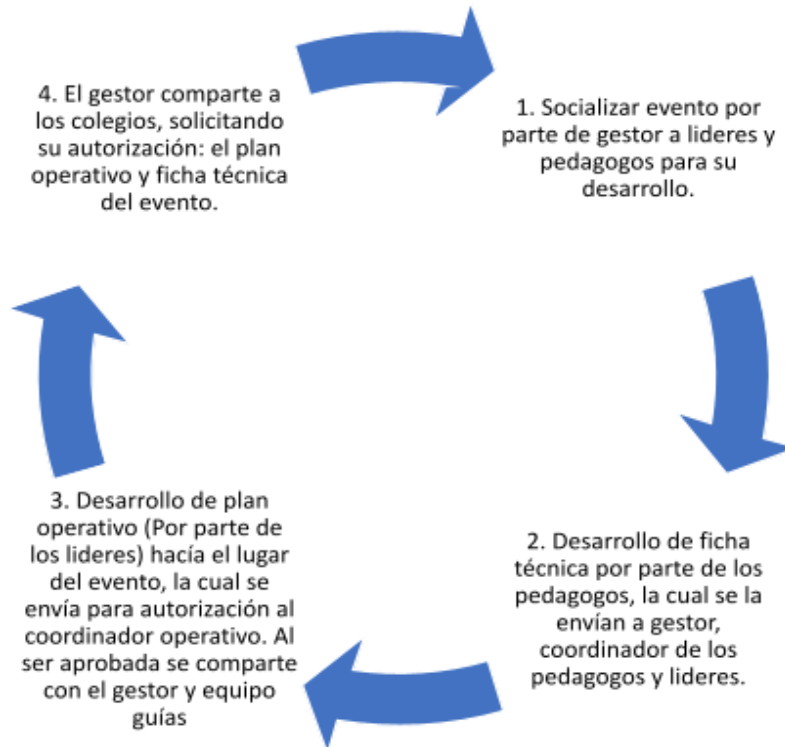 1. Socializar evento por
parte de gestor a lideres y
pedagogos para su
desarrollo.
2. Desarrollo de ficha
técnica por parte de los
pedagogos, la cual se la
envían a gestor,
coordinador de los
pedagogos y lideres.
3. Desarrollo de plan
operativo (Por parte de
los lideres) hacía el lugar
del evento, la cual se
envía para autorización al
coordinador operativo. Al
ser aprobada se comparte
con el gestor y equipo
guías
4. El gestor comparte a
los colegios, solicitando
su autorización: el plan
operativo y ficha técnica
del evento.